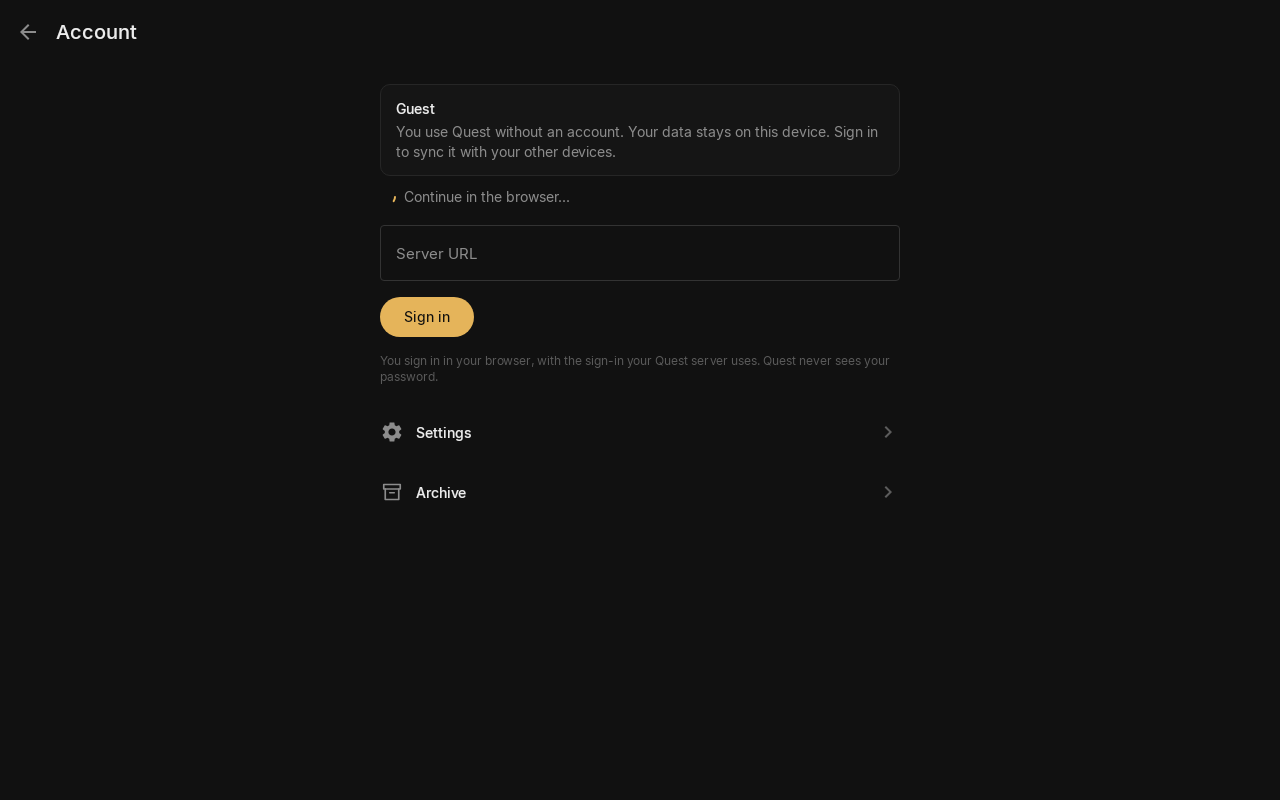 Account
Guest
You use Quest without an account. Your data stays on this device. Sign in
to sync it with your other devices.
Continue in the browser...
Server URL
Sign in
You sign in in your browser, with the sign-in your Quest server uses. Quest never sees your
password.
Settings
Archive